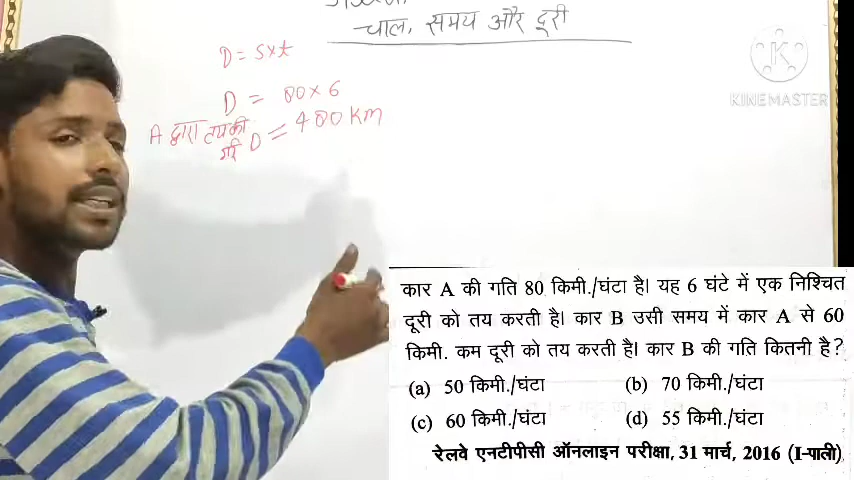 चाल, समय और दूरी
D = S×t
D = 80×6
A द्वारा तय की
गई D = 480 km
KINEMASTER
कार A की गति 80 किमी./घंटा है। यह 6 घंटे में एक निश्चित
दूरी को तय करती है। कार B उसी समय में कार A से 60
किमी. कम दूरी को तय करती है। कार B की गति कितनी है?
(a) 50 किमी./घंटा (b) 70 किमी./घंटा
(c) 60 किमी./घंटा (d) 55 किमी./घंटा
रेलवे एनटीपीसी ऑनलाइन परीक्षा, 31 मार्च, 2016 (I-पाली)